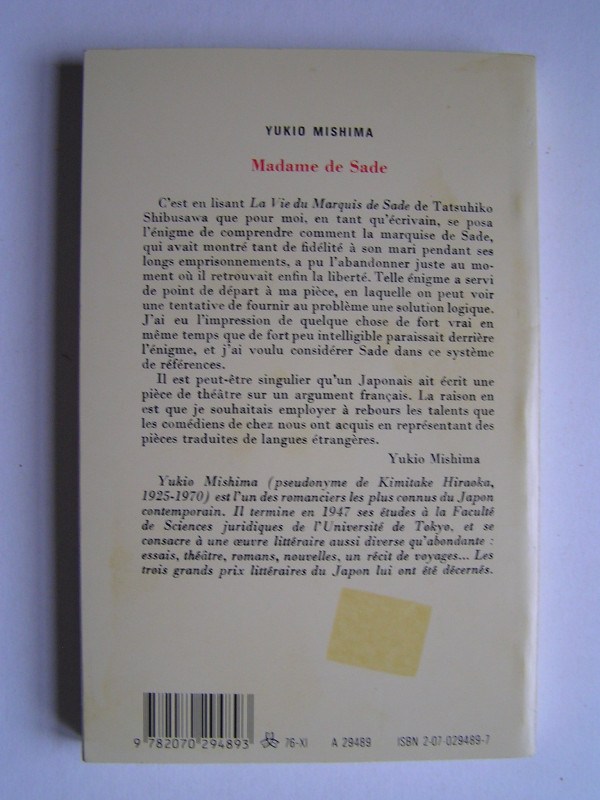 YUKIO MISHIMA
Madame de Sade
C'est en lisant La Vie du Marquis de Sade de Tatsuhiko
Shibusawa que pour moi, en tant qu'écrivain, se posa
l'énigme de comprendre comment la marquise de Sade,
qui avait montré tant de fidélité à son mari pendant ses
longs emprisonnements, a pu l'abandonner juste au mo-
ment où il retrouvait enfin la liberté. Telle énigme a servi
de point de départ à ma pièce, en laquelle on peut voir
une tentative de fournir au problème une solution logique.
J'ai eu l'impression de quelque chose de fort vrai en
même temps que de fort peu intelligible paraissait derrière
l'énigme, et j'ai voulu considérer Sade dans ce système
de références.
Il est peut-être singulier qu'un Japonais ait écrit une
pièce de théâtre sur un argument français. La raison en
est que je souhaitais employer à rebours les talents que
les comédiens de chez nous ont acquis en représentant des
pièces traduites de langues étrangères.
Yukio Mishima
Yukio Mishima (pseudonyme de Kimitake Hiraoka,
1925-1970) est l'un des romanciers les plus connus du Japon
contemporain. Il termine en 1947 ses études à la Faculté
de Sciences juridiques de l'Université de Tokyo, et se
consacre à une œuvre littéraire aussi diverse qu'abondante :
essais, théâtre, romans, nouvelles, un récit de voyages... Les
trois grands prix littéraires du Japon lui ont été décernés.
9 782070 294893 76-XI A 29489 ISBN 2-07-029489-7